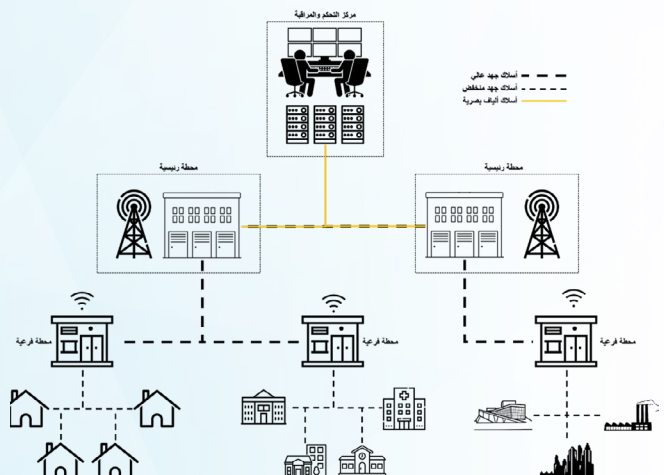 مركز التحكم والمراقبة
أسلاك جهد عالي
أسلاك جهد منخفض
أسلاك ألياف بصرية
محطة رئيسية
محطة رئيسية
محطة فرعية
محطة فرعية
محطة فرعية